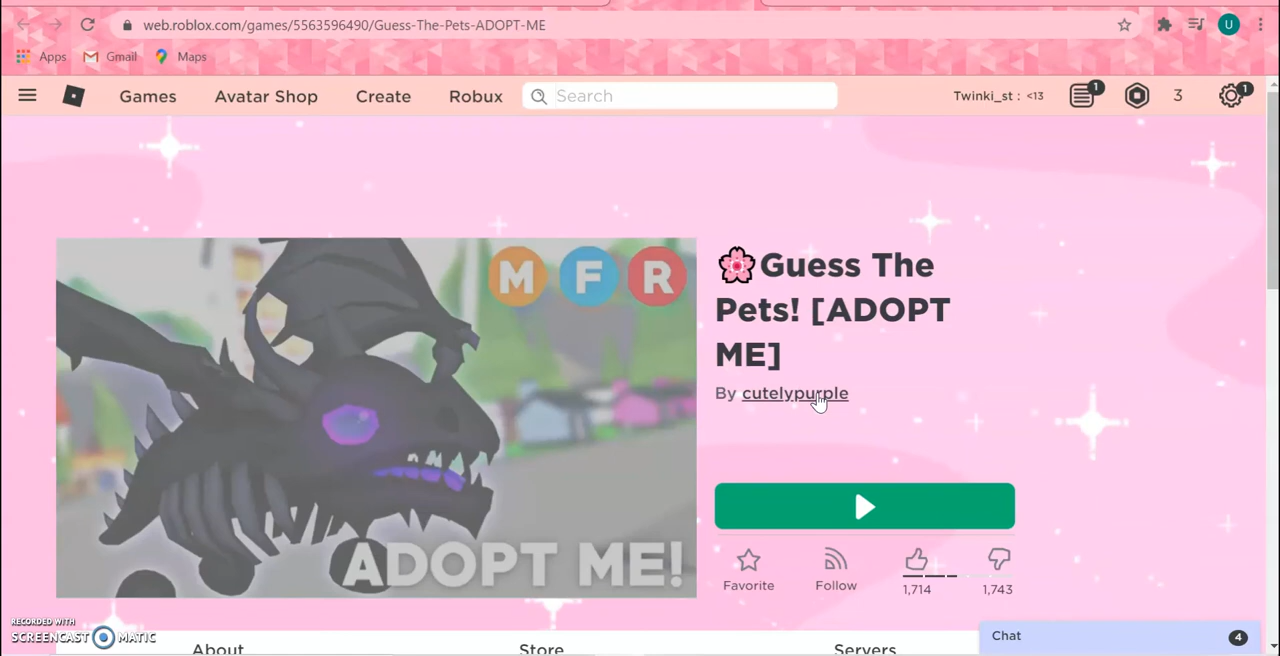 web.roblox.com/games/5563596490/Guess-The-Pets-ADOPT-ME
U
Apps Gmail Maps
Games Avatar Shop Create Robux Search Twinki_st : <13 1 3 1
M F R
🌸Guess The
Pets! [ADOPT
ME]
By cutelypurple
ADOPT ME!
Favorite Follow 1,714 1,743
RECORDED WITH
SCREENCAST MATIC
Chat 4
About Store Servers